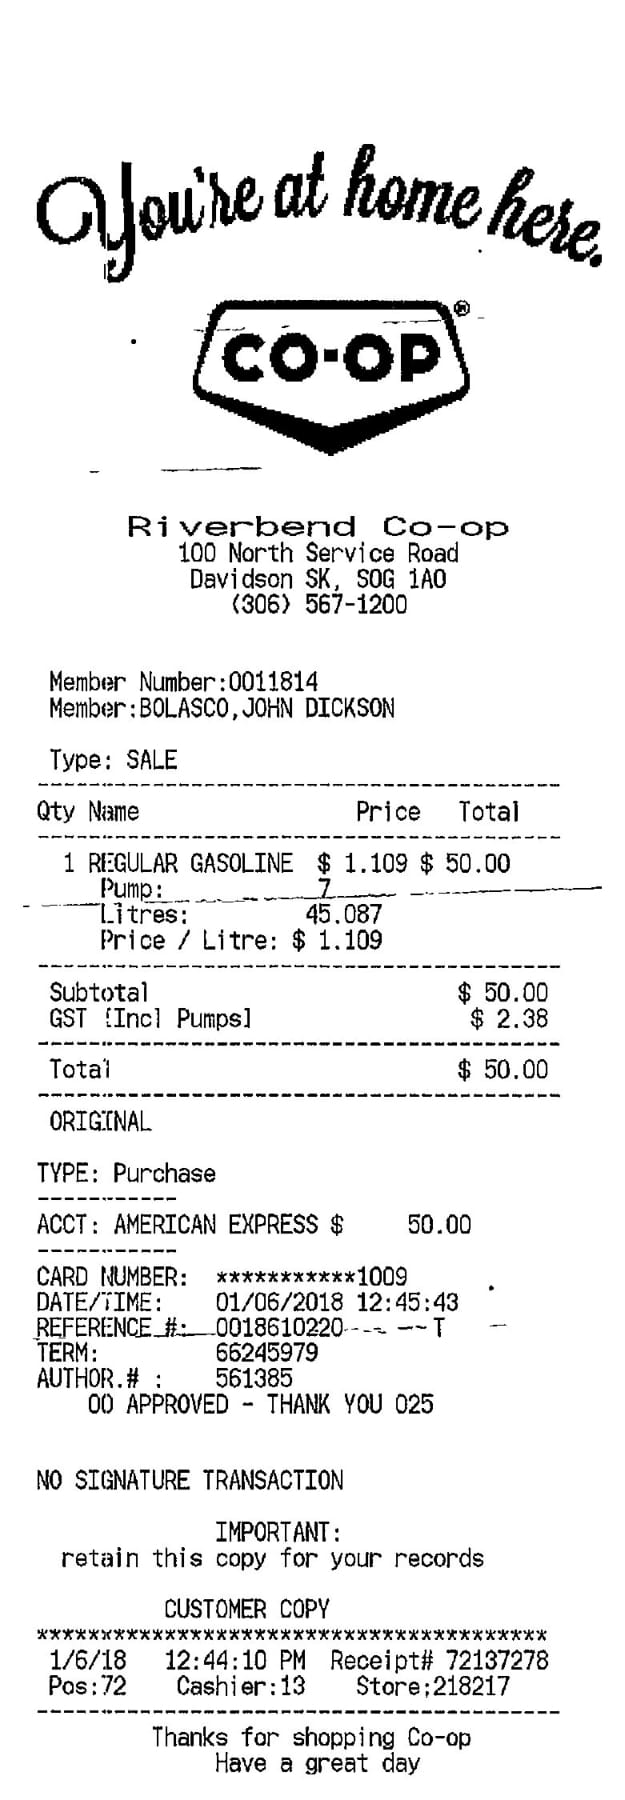 You're at home here.
CO-OP®
Riverbend Co-op
100 North Service Road
Davidson SK, S0G 1A0
(306) 567-1200
Member Number:0011814
Member:BOLASCO,JOHN DICKSON
Type: SALE
Qty Name Price Total
1 REGULAR GASOLINE $ 1.109 $ 50.00
Pump: 7
Litres: 45.087
Price / Litre: $ 1.109
Subtotal $ 50.00
GST [Incl Pumps] $ 2.38
Total $ 50.00
ORIGINAL
TYPE: Purchase
ACCT: AMERICAN EXPRESS $ 50.00
CARD NUMBER: ***********1009
DATE/TIME: 01/06/2018 12:45:43
REFERENCE #: 0018610220 T
TERM: 66245979
AUTHOR.# : 561385
00 APPROVED - THANK YOU 025
NO SIGNATURE TRANSACTION
IMPORTANT:
retain this copy for your records
CUSTOMER COPY
****************************************
1/6/18 12:44:10 PM Receipt# 72137278
Pos:72 Cashier:13 Store:218217
Thanks for shopping Co-op
Have a great day